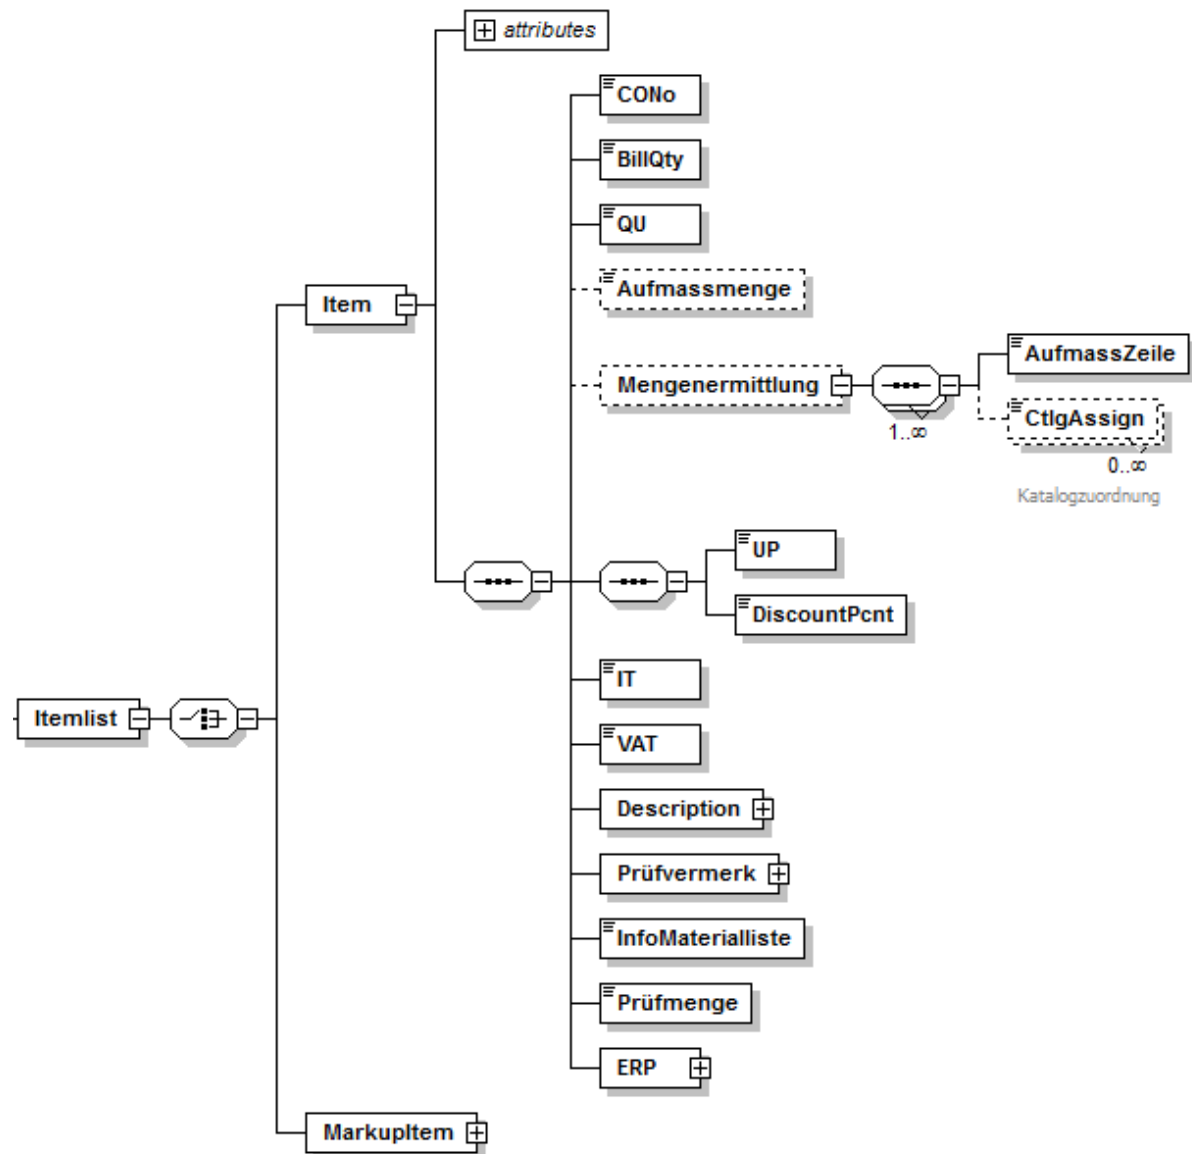 attributes
CONo
BillQty
QU
Aufmassmenge
Item
AufmassZeile
Mengenermittlung
CtlgAssign
1..∞
0..∞
Katalogzuordnung
UP
DiscountPcnt
IT
Itemlist
VAT
Description
Prüfvermerk
InfoMaterialliste
Prüfmenge
ERP
MarkupItem